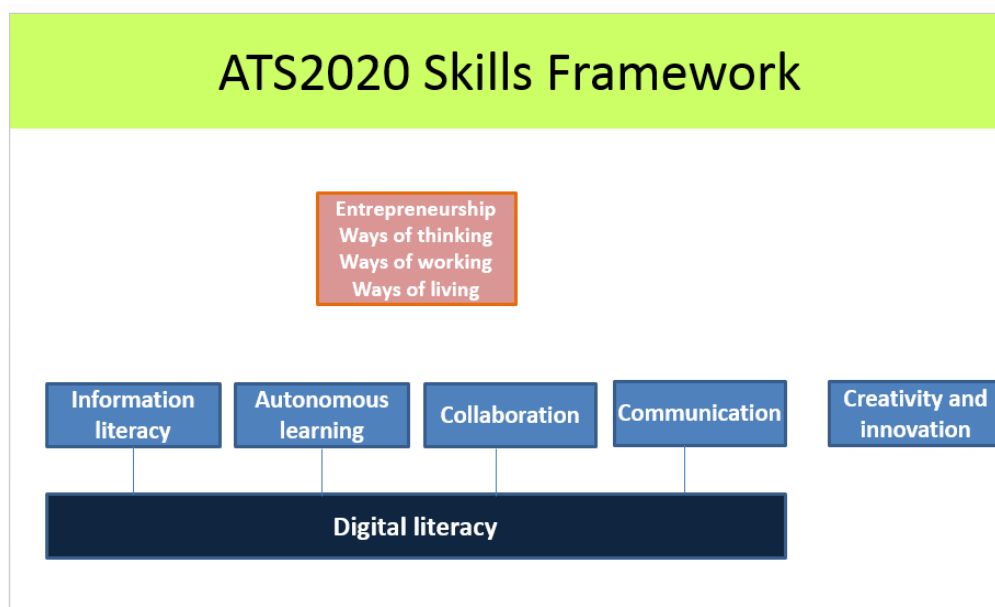 ATS2020 Skills Framework
Entrepreneurship
Ways of thinking
Ways of working
Ways of living
Information
literacy
Autonomous
learning
Collaboration
Communication
Creativity and
innovation
Digital literacy